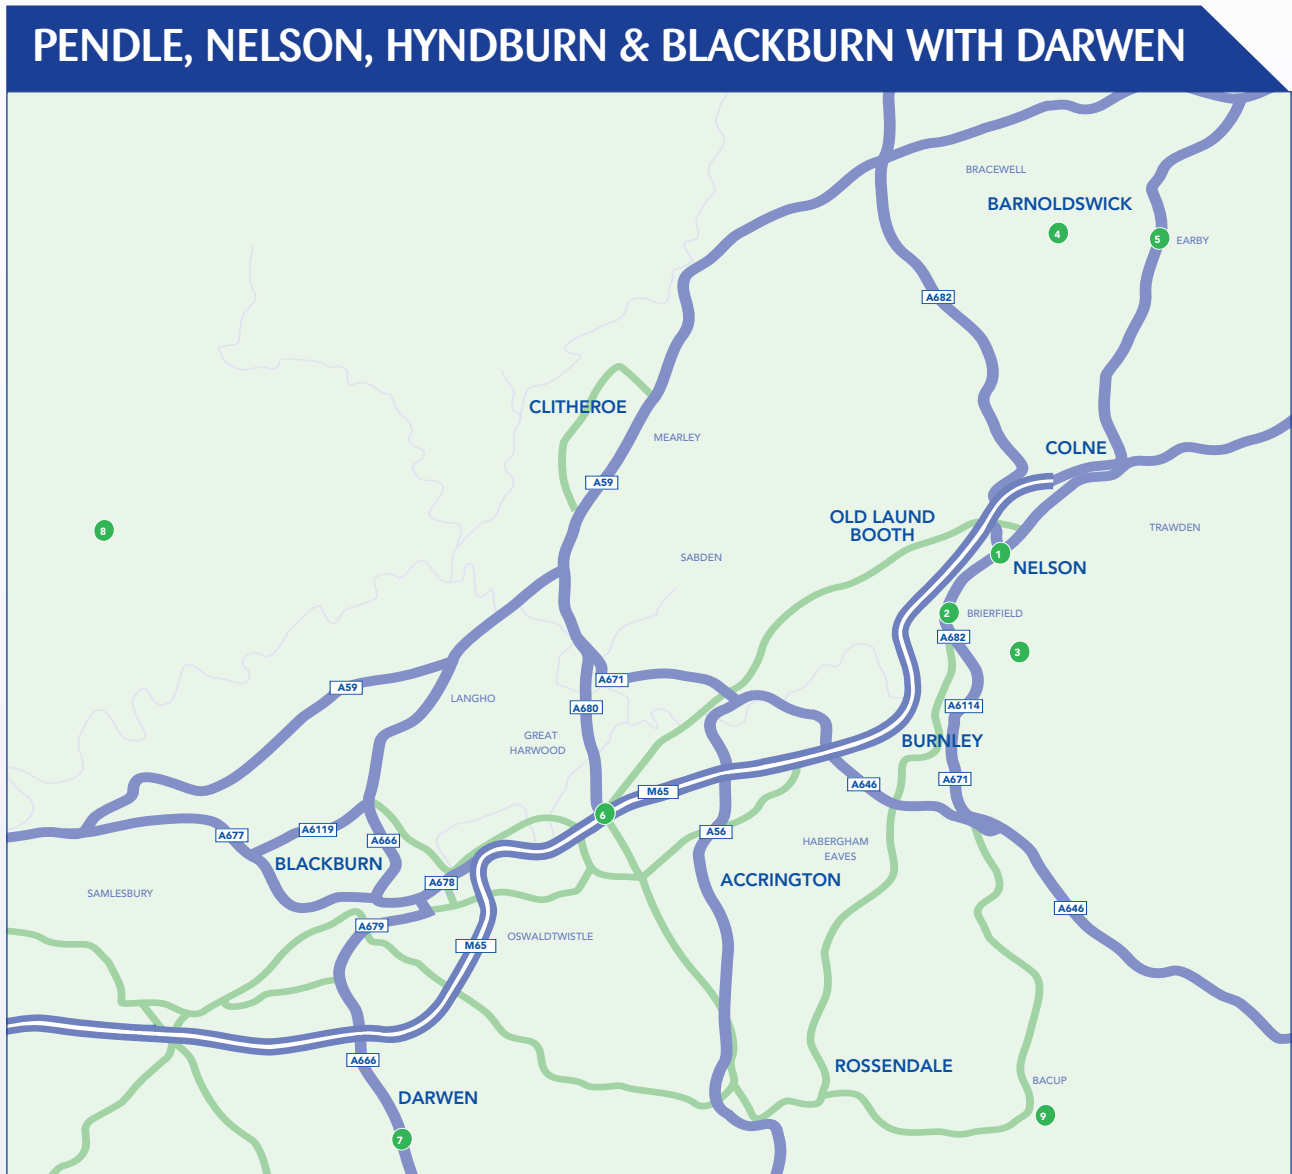 PENDLE, NELSON, HYNDBURN & BLACKBURN WITH DARWEN
BRACEWELL
BARNOLDSWICK
4
5
EARBY
A682
CLITHEROE
MEARLEY
COLNE
A59
OLD LAUND
BOOTH
TRAWDEN
8
1
NELSON
SABDEN
2
BRIERFIELD
A682
3
A671
A59
LANGHO
A680
A6114
GREAT
HARWOOD
BURNLEY
A671
A646
M65
6
A677
A6119
A666
A56
HABERGHAM
EAVES
BLACKBURN
A678
ACCRINGTON
SAMLESBURY
A646
A679
OSWALDTWISTLE
M65
A666
ROSSENDALE
BACUP
DARWEN
9
7